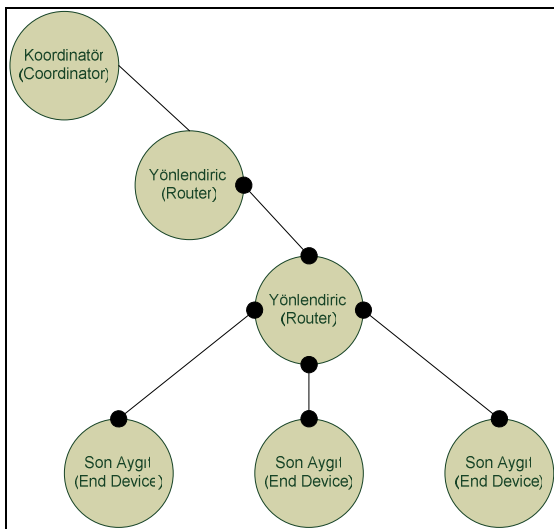 Koordinatör
(Coordinator)
Yönlendiric
(Router)
Yönlendiric
(Router)
Son Aygıt
(End Device)
Son Aygıt
(End Device)
Son Aygıt
(End Device)